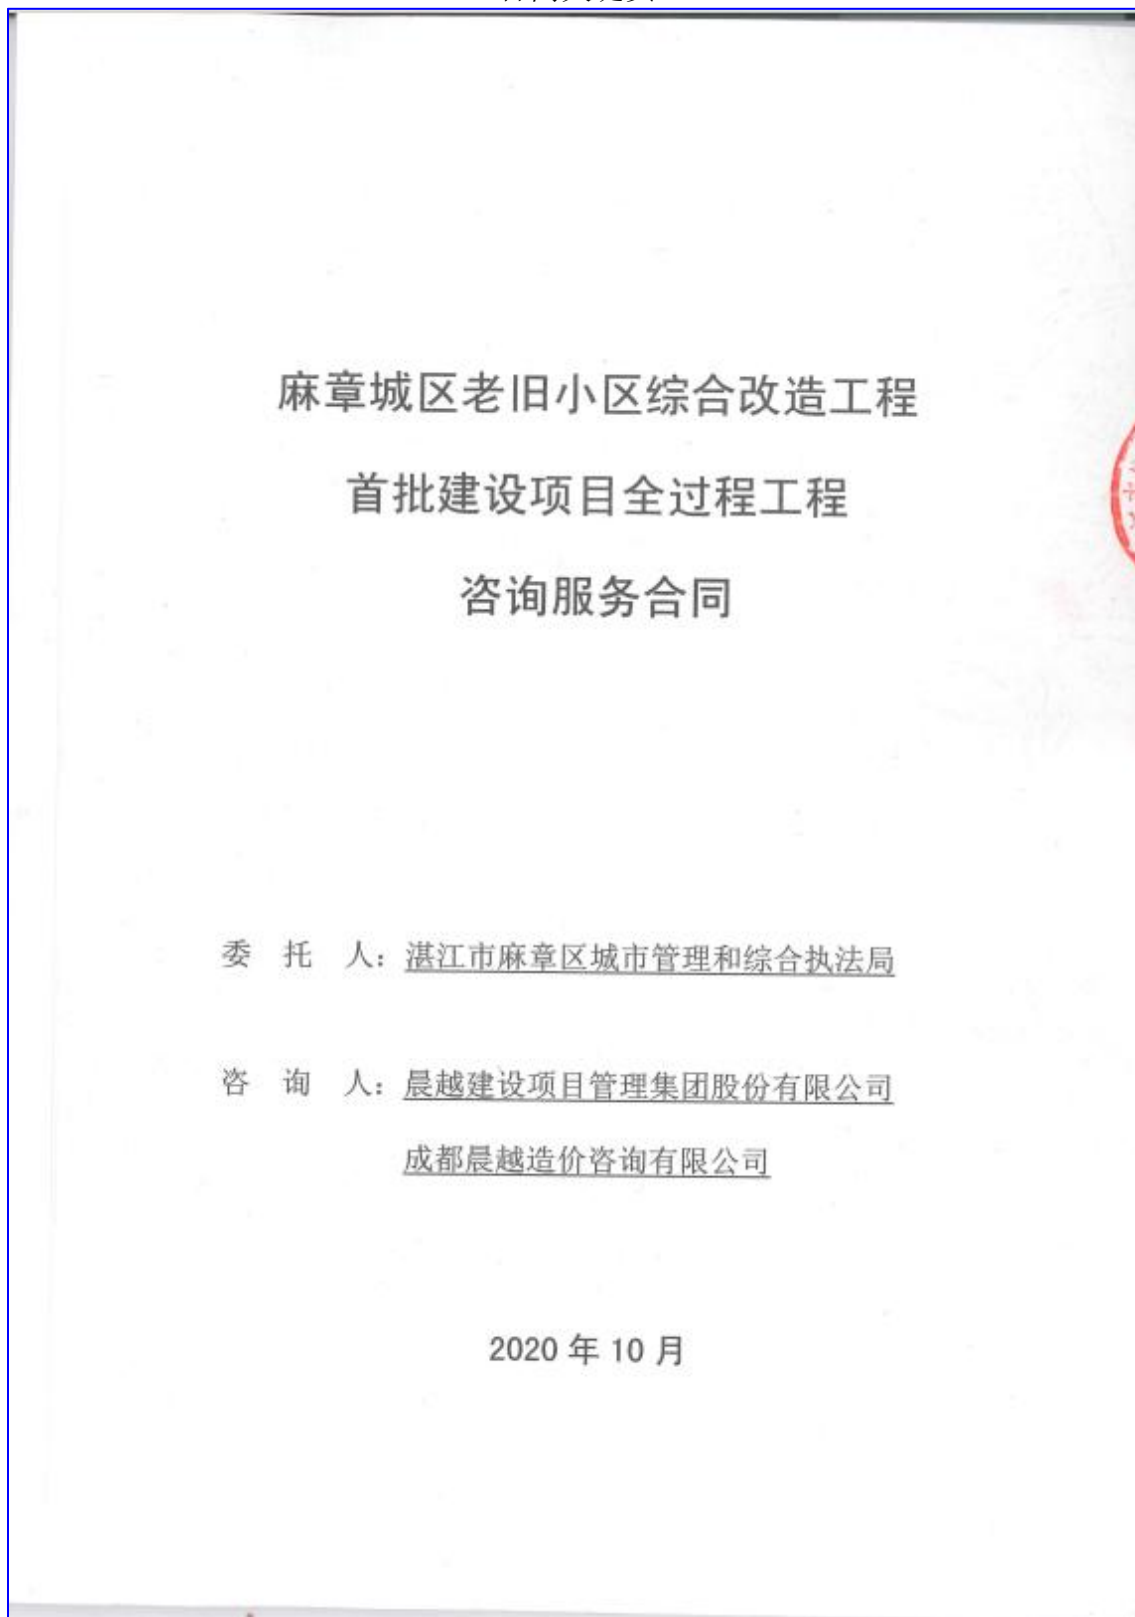 麻章城区老旧小区综合改造工程
首批建设项目全过程工程
咨询服务合同
委 托 人：湛江市麻章区城市管理和综合执法局
咨 询 人：晨越建设项目管理集团股份有限公司
成都晨越造价咨询有限公司
2020 年 10 月